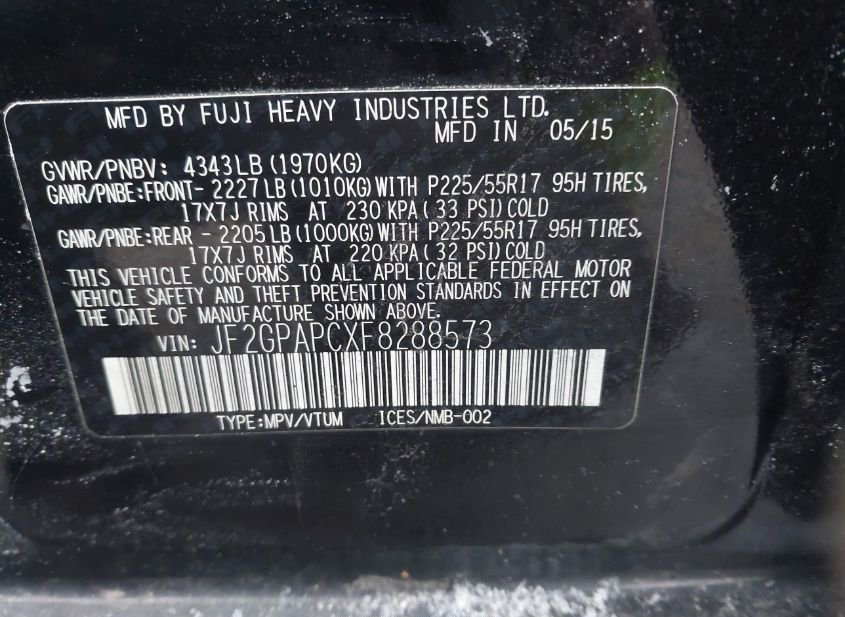 MFD BY FUJI HEAVY INDUSTRIES LTD.
MFD IN 05/15
GVWR/PNBV: 4343LB (1970KG)
GAWR/PNBE:FRONT- 2227LB (1010KG) WITH P225/55R17 95H TIRES,
17X7J RIMS AT 230 KPA( 33 PSI) COLD
GAWR/PNBE:REAR - 2205LB (1000KG) WITH P225/55R17 95H TIRES,
17X7J RIMS AT 220 KPA( 32 PSI) COLD
THIS VEHICLE CONFORMS TO ALL APPLICABLE FEDERAL MOTOR
VEHICLE SAFETY AND THEFT PREVENTION STANDARDS IN EFFECT ON
THE DATE OF MANUFACTURE SHOWN ABOVE.
VIN: JF2GPAPCXF8288573
TYPE:MPV/VTUM ICES/NMB-002